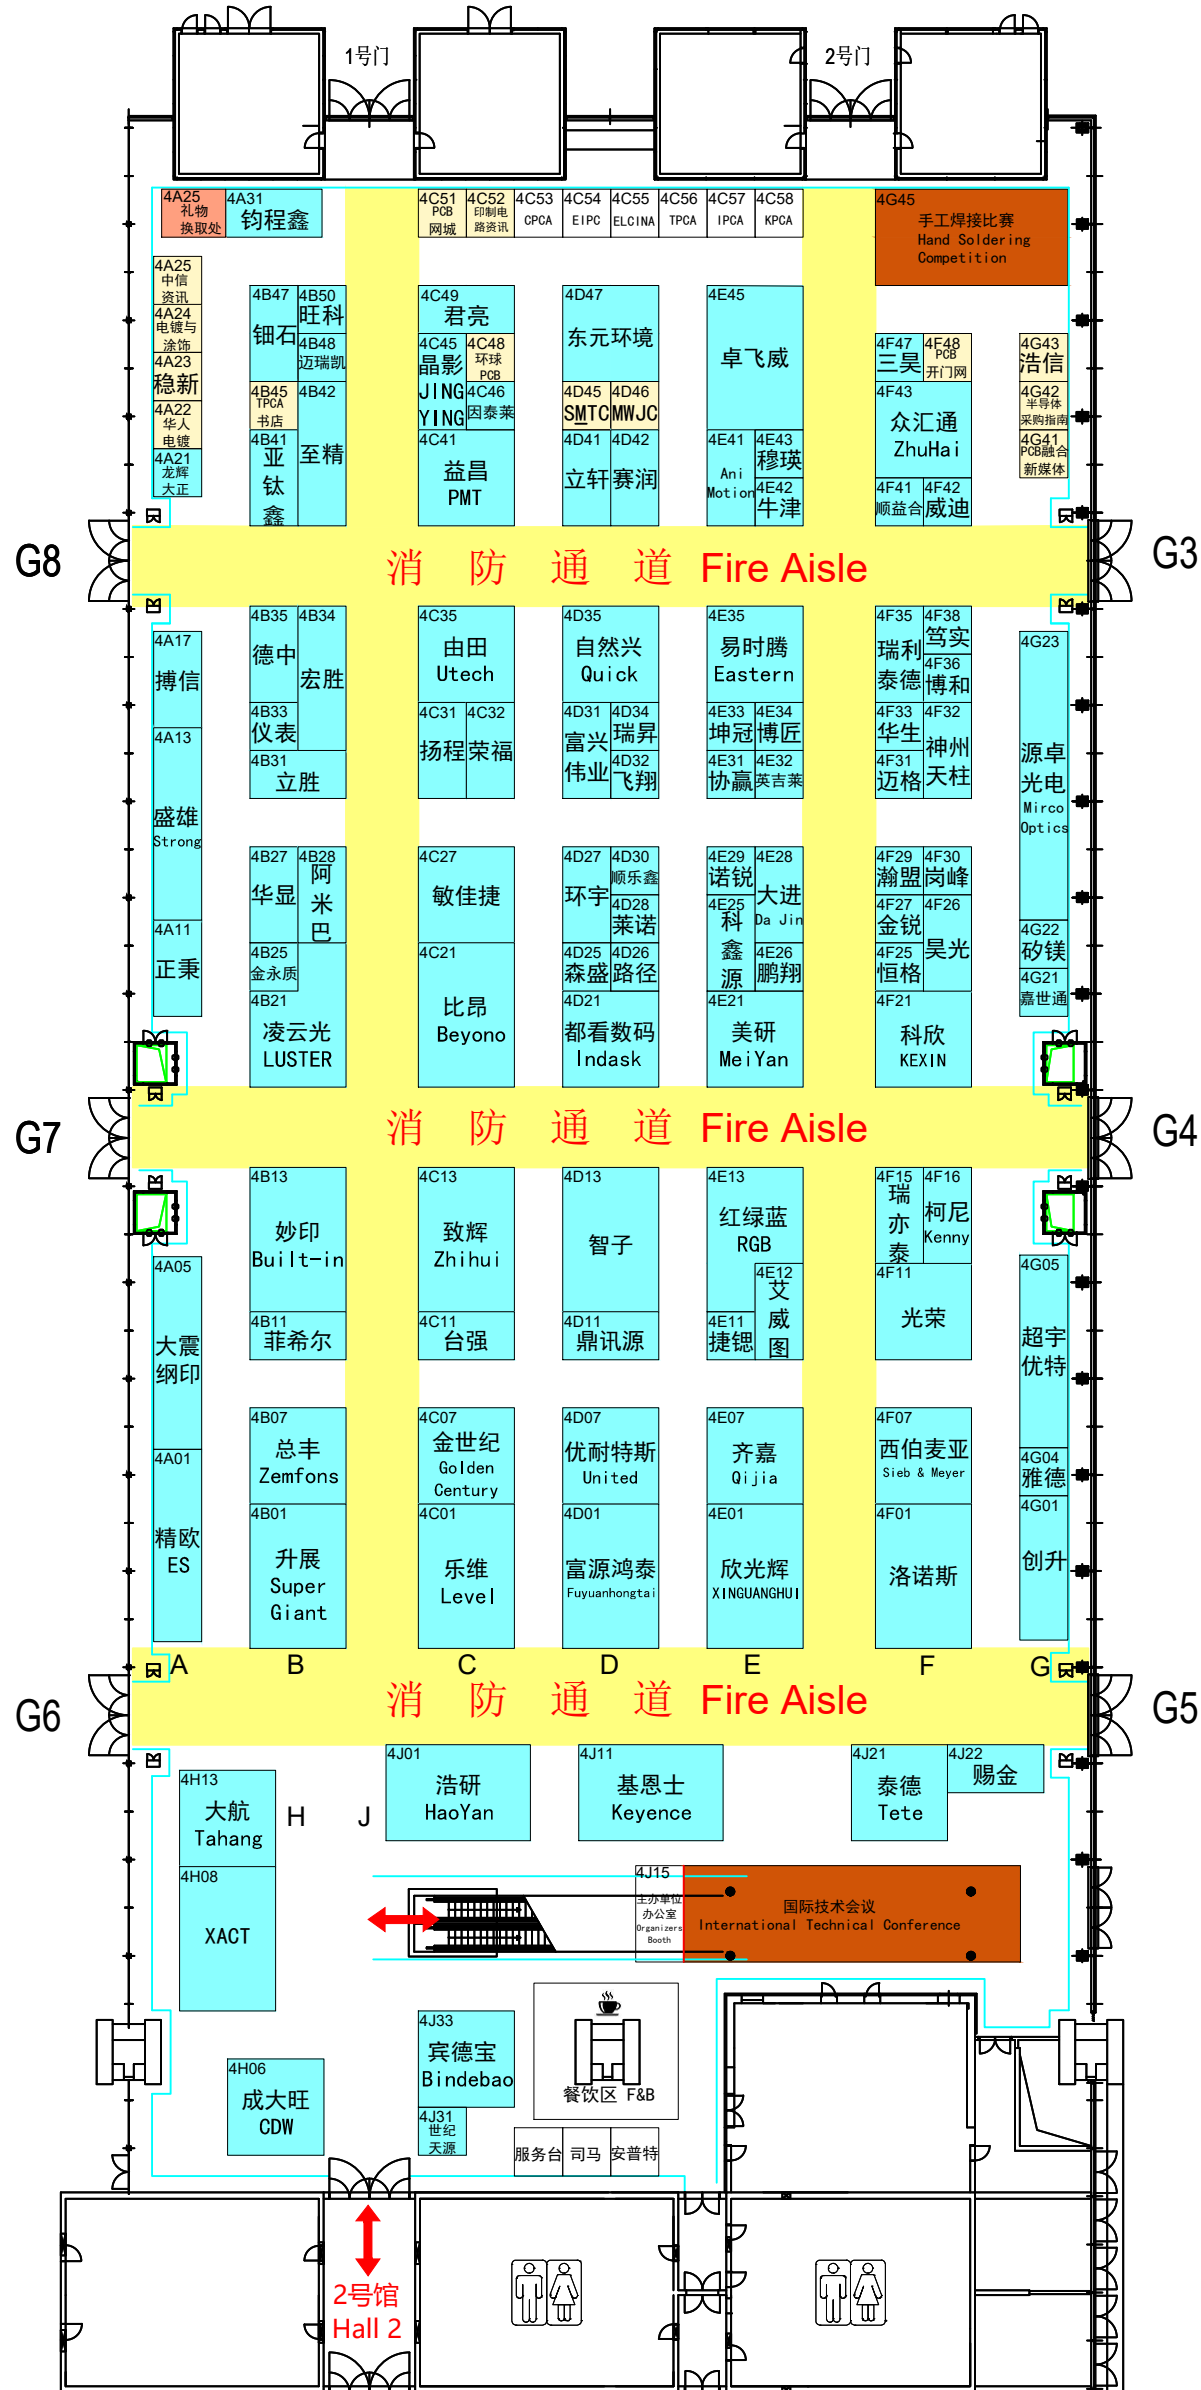 1号门
2号门
4A25
礼物
换取处
4A31
钧程鑫
4C51
PCB
网城
4C52
印制电
路资讯
4C53
CPCA
4C54
EIPC
4C55
ELCINA
4C56
TPCA
4C57
IPCA
4C58
KPCA
4G45
手工焊接比赛
Hand Soldering
Competition
4A25
中信
资讯
4A24
电镀与
涂饰
4A23
稳新
4A22
华人
电镀
4A21
龙辉
大正
4B47
钿石
4B50
旺科
4B48
迈瑞凯
4B45
TPCA
书店
4B42
至精
4B41
亚
钛
鑫
4C49
君亮
4C45
晶影
JING
YING
4C48
环球
PCB
4C46
因泰莱
4C41
益昌
PMT
4D47
东元环境
4D45
SMTC
4D46
MWJC
4D41
立轩
4D42
赛润
4E45
卓飞威
4E41
Ani
Motion
4E43
穆瑛
4E42
牛津
4F47
三昊
4F48
PCB
开门网
4F43
众汇通
ZhuHai
4F41
顺益合
4F42
威迪
4G43
浩信
4G42
半导体
采购指南
4G41
PCB融合
新媒体
G8
消 防 通 道 Fire Aisle
G3
4A17
搏信
4A13
盛雄
Strong
4A11
正秉
4B35
德中
4B34
宏胜
4B33
仪表
4B31
立胜
4C35
由田
Utech
4C31
扬程
4C32
荣福
4D35
自然兴
Quick
4D31
富兴
伟业
4D34
瑞昇
4D32
飞翔
4E35
易时腾
Eastern
4E33
坤冠
4E34
博匠
4E31
协赢
4E32
英吉莱
4F35
瑞利
泰德
4F38
笃实
4F36
博和
4F33
华生
4F32
神州
天柱
4F31
迈格
4G23
源卓
光电
Mirco
Optics
4G22
矽镁
4G21
嘉世通
4B27
华显
4B28
阿
米
巴
4B25
金永质
4B21
凌云光
LUSTER
4C27
敏佳捷
4C21
比昂
Beyono
4D27
环宇
4D30
顺乐鑫
4D28
莱诺
4D25
森盛
4D26
路径
4D21
都看数码
Indask
4E29
诺锐
4E28
大进
Da Jin
4E25
科
鑫
源
4E26
鹏翔
4E21
美研
MeiYan
4F29
瀚盟
4F30
岗峰
4F27
金锐
4F26
昊光
4F25
恒格
4F21
科欣
KEXIN
G7
消 防 通 道 Fire Aisle
G4
4A05
大震
纲印
4A01
精欧
ES
4B13
妙印
Built-in
4B11
菲希尔
4C13
致辉
Zhihui
4C11
台强
4D13
智子
4D11
鼎讯源
4E13
红绿蓝
RGB
4E12
艾
威
图
4E11
捷锶
4F15
瑞
亦
泰
4F16
柯尼
Kenny
4F11
光荣
4G05
超宇
优特
4G04
雅德
4G01
创升
4B07
总丰
Zemfons
4B01
升展
Super
Giant
4C07
金世纪
Golden
Century
4C01
乐维
Level
4D07
优耐特斯
United
4D01
富源鸿泰
Fuyuanhongtai
4E07
齐嘉
Qijia
4E01
欣光辉
XINGUANGHUI
4F07
西伯麦亚
Sieb & Meyer
4F01
洛诺斯
A B C D E F G
G6
消 防 通 道 Fire Aisle
G5
4H13
大航
Tahang
H
J
4J01
浩研
HaoYan
4J11
基恩士
Keyence
4J21
泰德
Tete
4J22
赐金
4H08
XACT
4J15
主办单位
办公室
Organizers
Booth
国际技术会议
International Technical Conference
4J33
宾德宝
Bindebao
4J31
世纪
天源
4H06
成大旺
CDW
餐饮区 F&B
服务台
司马
安普特
2号馆
Hall 2